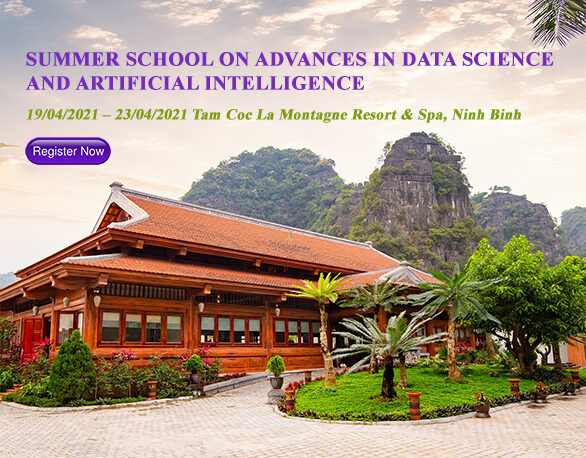 SUMMER SCHOOL ON ADVANCES IN DATA SCIENCE
AND ARTIFICIAL INTELLIGENCE
19/04/2021 – 23/04/2021 Tam Coc La Montagne Resort & Spa, Ninh Binh
Register Now